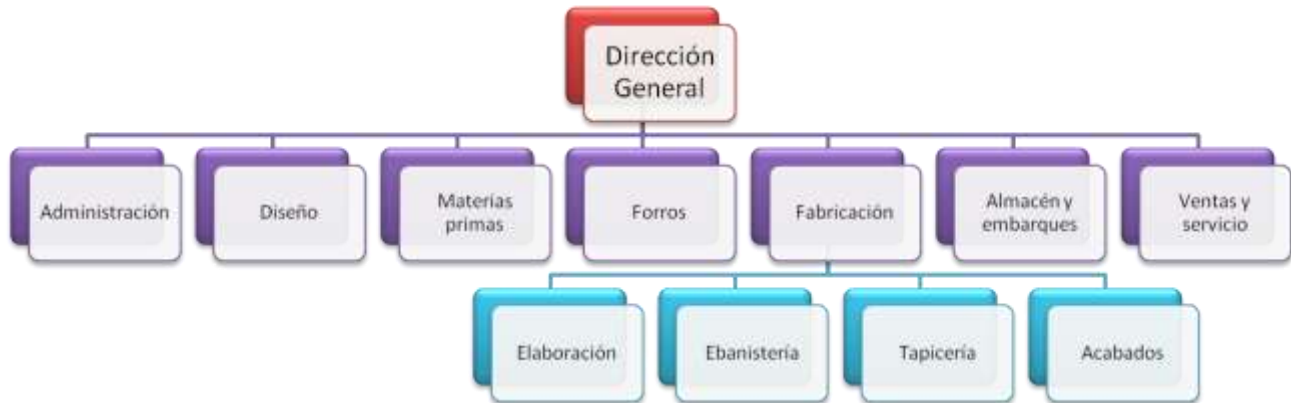 Dirección
General
Administración
Diseño
Materias
primas
Forros
Fabricación
Almacén y
embarques
Ventas y
servicio
Elaboración
Ebanistería
Tapicería
Acabados